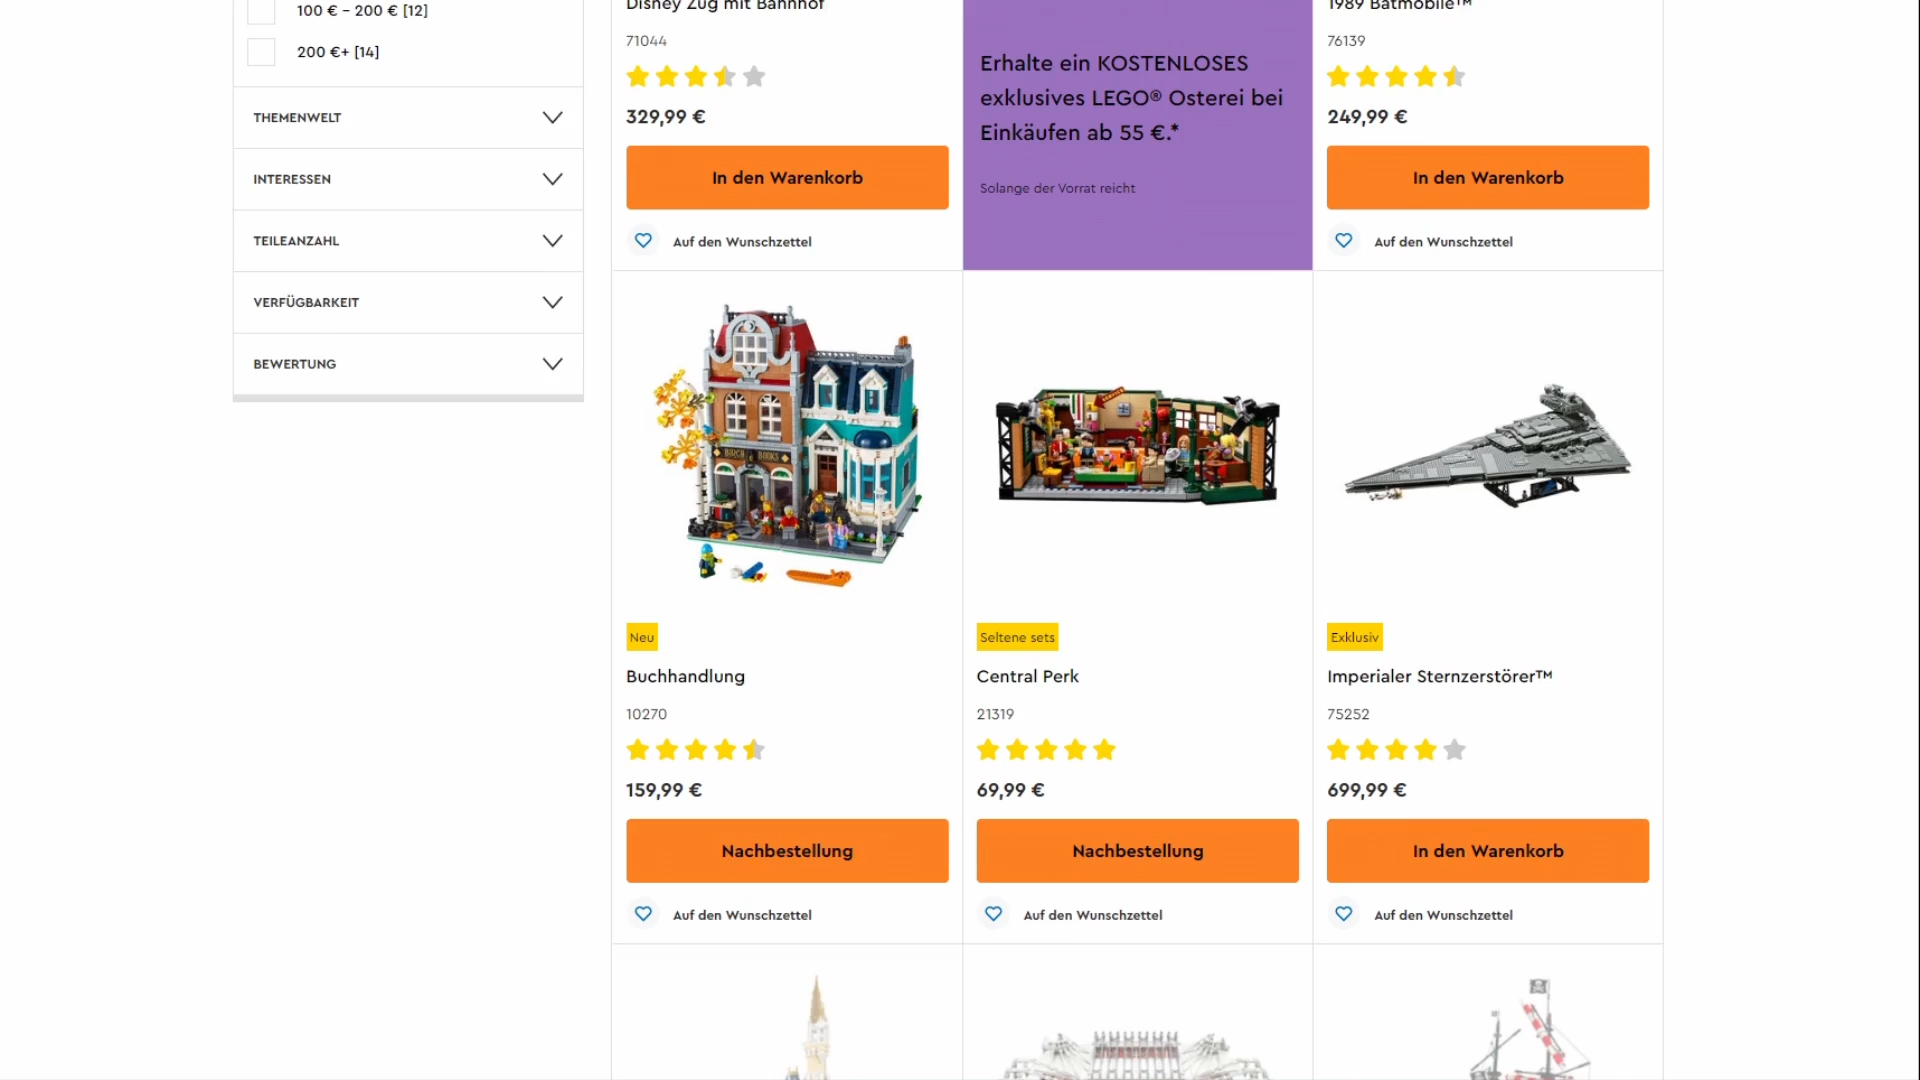 100 € – 200 € [12]
200 €+ [14]
THEMENWELT
INTERESSEN
TEILEANZAHL
VERFÜGBARKEIT
BEWERTUNG
Disney Zug mit Bahnhof
71044
329,99 €
In den Warenkorb
Auf den Wunschzettel
Erhalte ein KOSTENLOSES
exklusives LEGO® Osterei bei
Einkäufen ab 55 €.*
Solange der Vorrat reicht
1989 Batmobile™
76139
249,99 €
In den Warenkorb
Auf den Wunschzettel
BIRCH BOOKS
Neu
Buchhandlung
10270
159,99 €
Nachbestellung
Auf den Wunschzettel
Seltene sets
Central Perk
21319
69,99 €
Nachbestellung
Auf den Wunschzettel
Exklusiv
Imperialer Sternzerstörer™
75252
699,99 €
In den Warenkorb
Auf den Wunschzettel